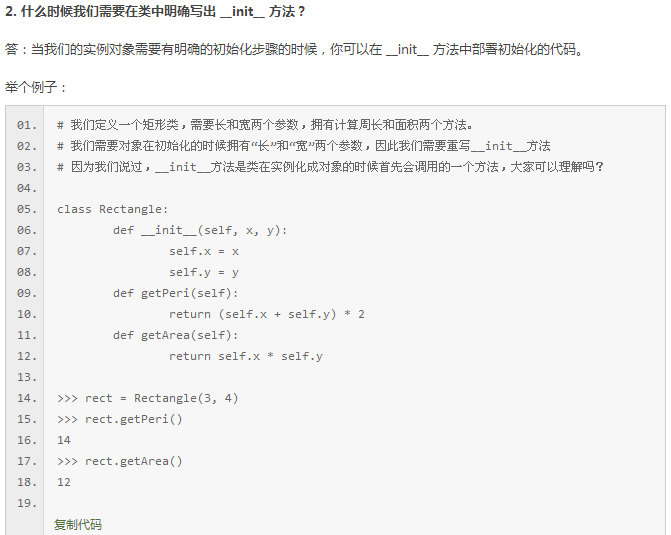 2. 什么时候我们需要在类中明确写出 __init__ 方法？
答：当我们的实例对象需要有明确的初始化步骤的时候，你可以在 __init__ 方法中部署初始化的代码。
举个例子：
01. # 我们定义一个矩形类，需要长和宽两个参数，拥有计算周长和面积两个方法。
02. # 我们需要对象在初始化的时候拥有“长”和“宽”两个参数，因此我们需要重写__init__方法
03. # 因为我们说过，__init__方法是类在实例化成对象的时候首先会调用的一个方法，大家可以理解吗？
04.
05. class Rectangle:
06.         def __init__(self, x, y):
07.                 self.x = x
08.                 self.y = y
09.         def getPeri(self):
10.                 return (self.x + self.y) * 2
11.         def getArea(self):
12.                 return self.x * self.y
13.
14. >>> rect = Rectangle(3, 4)
15. >>> rect.getPeri()
16. 14
17. >>> rect.getArea()
18. 12
19.
复制代码